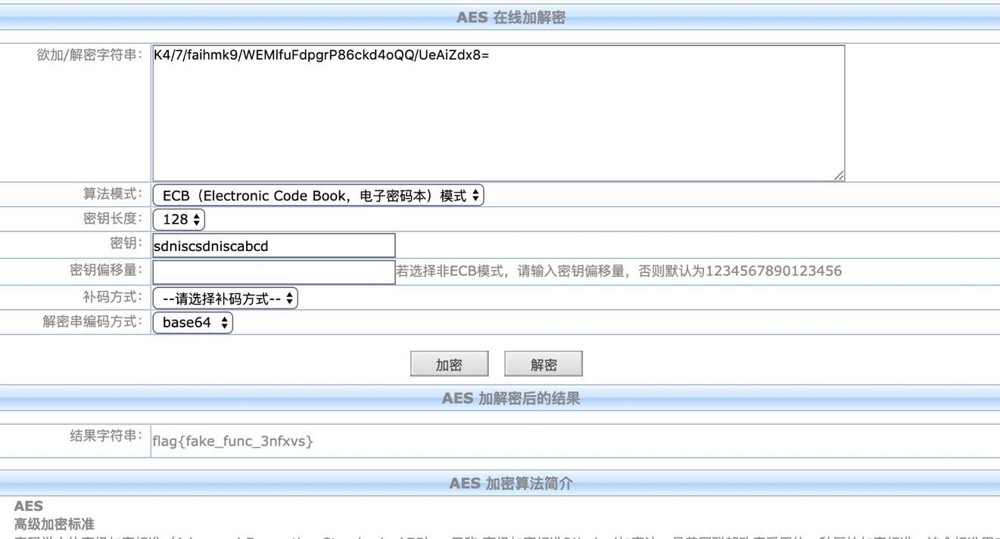 AES 在线加解密
欲加/解密字符串: K4/7/faihmk9/WEMlfuFdpgrP86ckd4oQQ/UeAiZdx8=
算法模式: ECB（Electronic Code Book，电子密码本）模式
密钥长度: 128
密钥: sdniscsdniscabcd
密钥偏移量: 若选择非ECB模式，请输入密钥偏移量，否则默认为1234567890123456
补码方式: --请选择补码方式--
解密串编码方式: base64
加密 解密
AES 加解密后的结果
结果字符串: flag{fake_func_3nfxvs}
AES 加密算法简介
AES
高级加密标准